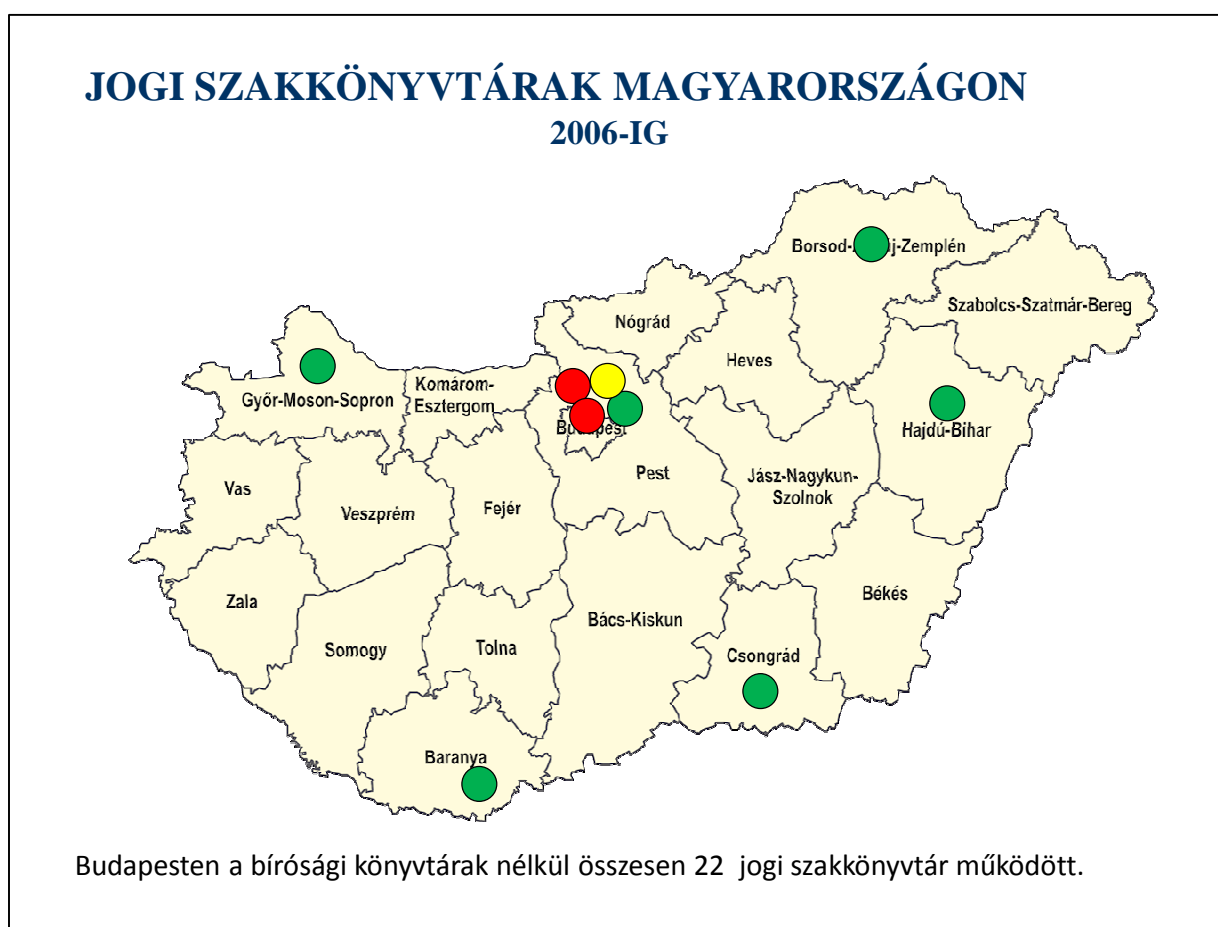 JOGI SZAKKÖNYVTÁRAK MAGYARORSZÁGON
2006-IG
Borsod-
j-Zemplén
Szabolcs-Szatmár-Bereg
Nógrád
Heves
Komárom-
Esztergom
Győr-Moson-Sopron
Budapest
Hajdú-Bihar
Pest
Jász-Nagykun-
Szolnok
Vas
Veszprém
Fejér
Zala
Somogy
Tolna
Bács-Kiskun
Békés
Csongrád
Baranya
Budapesten a bírósági könyvtárak nélkül összesen 22 jogi szakkönyvtár működött.